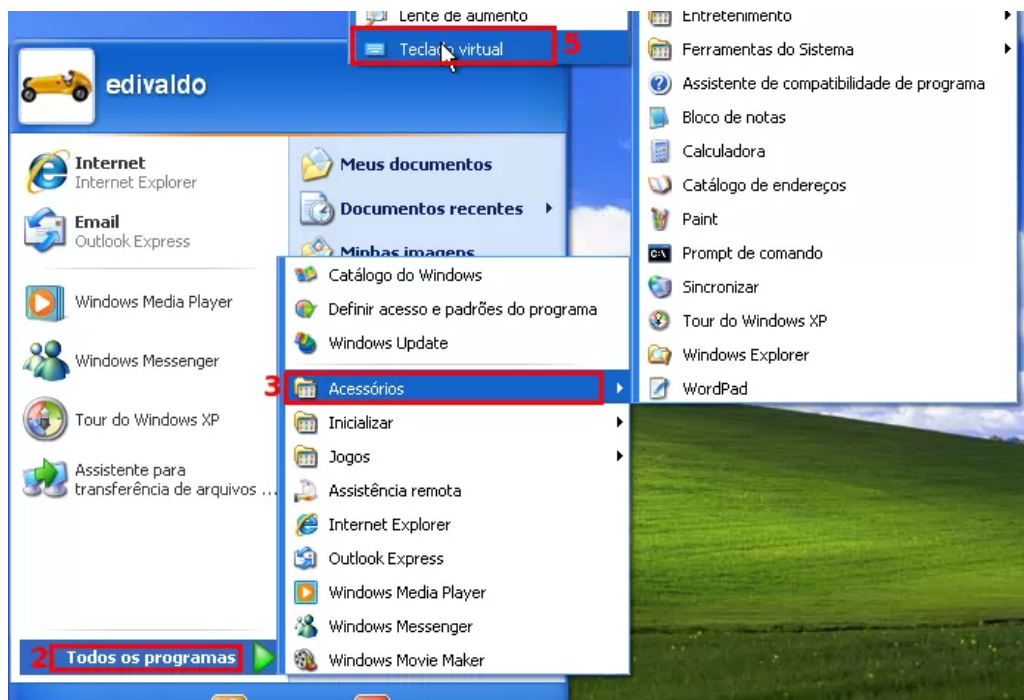 Lente de aumento
Teclado virtual
5
Entretenimento
Ferramentas do Sistema
Assistente de compatibilidade de programa
Bloco de notas
Calculadora
Catálogo de endereços
Paint
Prompt de comando
Sincronizar
Tour do Windows XP
Windows Explorer
WordPad
edivaldo
Internet
Internet Explorer
Email
Outlook Express
Windows Media Player
Windows Messenger
Tour do Windows XP
Assistente para
transferência de arquivos ...
2 Todos os programas
Meus documentos
Documentos recentes
Minhas imagens
Catálogo do Windows
Definir acesso e padrões do programa
Windows Update
3 Acessórios
Inicializar
Jogos
Assistência remota
Internet Explorer
Outlook Express
Windows Media Player
Windows Messenger
Windows Movie Maker